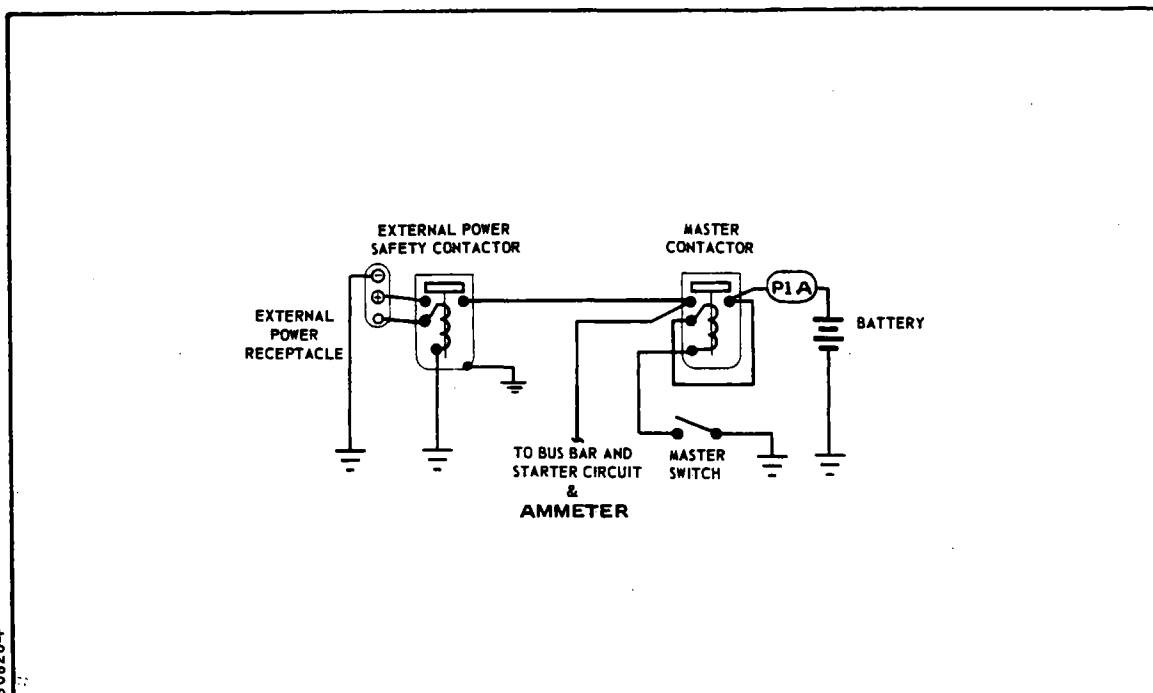 EXTERNAL POWER
SAFETY CONTACTOR
MASTER
CONTACTOR
P1A
EXTERNAL
POWER
RECEPTACLE
BATTERY
TO BUS BAR AND
STARTER CIRCUIT
&
AMMETER
MASTER
SWITCH